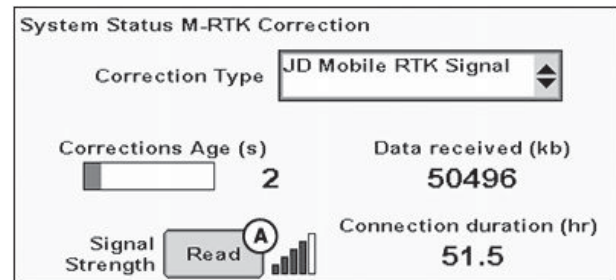 System Status M-RTK Correction
Correction Type
JD Mobile RTK Signal
Corrections Age (s)
2
Data received (kb)
50496
Signal
Strength
Read
A
Connection duration (hr)
51.5